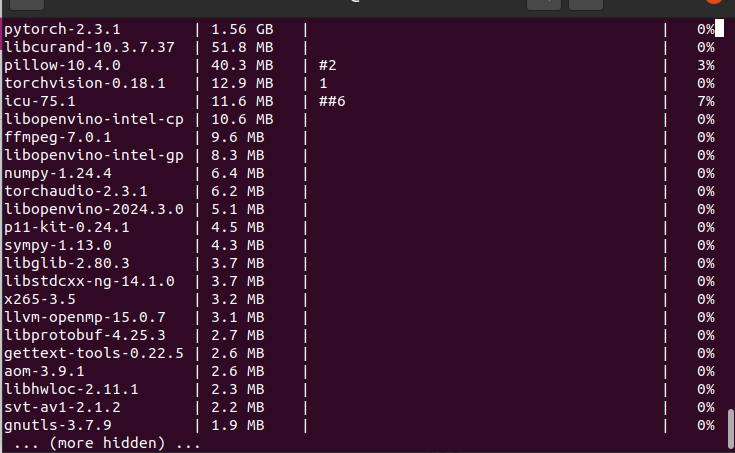 pytorch-2.3.1 | 1.56 GB | | 0%
libcurand-10.3.7.37 | 51.8 MB | | 0%
pillow-10.4.0 | 40.3 MB | #2 | 3%
torchvision-0.18.1 | 12.9 MB | 1 | 0%
icu-75.1 | 11.6 MB | ##6 | 7%
libopenvino-intel-cp | 10.6 MB | | 0%
ffmpeg-7.0.1 | 9.6 MB | | 0%
libopenvino-intel-gp | 8.3 MB | | 0%
numpy-1.24.4 | 6.4 MB | | 0%
torchaudio-2.3.1 | 6.2 MB | | 0%
libopenvino-2024.3.0 | 5.1 MB | | 0%
p11-kit-0.24.1 | 4.5 MB | | 0%
sympy-1.13.0 | 4.3 MB | | 0%
libglib-2.80.3 | 3.7 MB | | 0%
libstdcxx-ng-14.1.0 | 3.7 MB | | 0%
x265-3.5 | 3.2 MB | | 0%
llvm-openmp-15.0.7 | 3.1 MB | | 0%
libprotobuf-4.25.3 | 2.7 MB | | 0%
gettext-tools-0.22.5 | 2.6 MB | | 0%
aom-3.9.1 | 2.6 MB | | 0%
libhwloc-2.11.1 | 2.3 MB | | 0%
svt-av1-2.1.2 | 2.2 MB | | 0%
gnutls-3.7.9 | 1.9 MB | | 0%
... (more hidden) ...